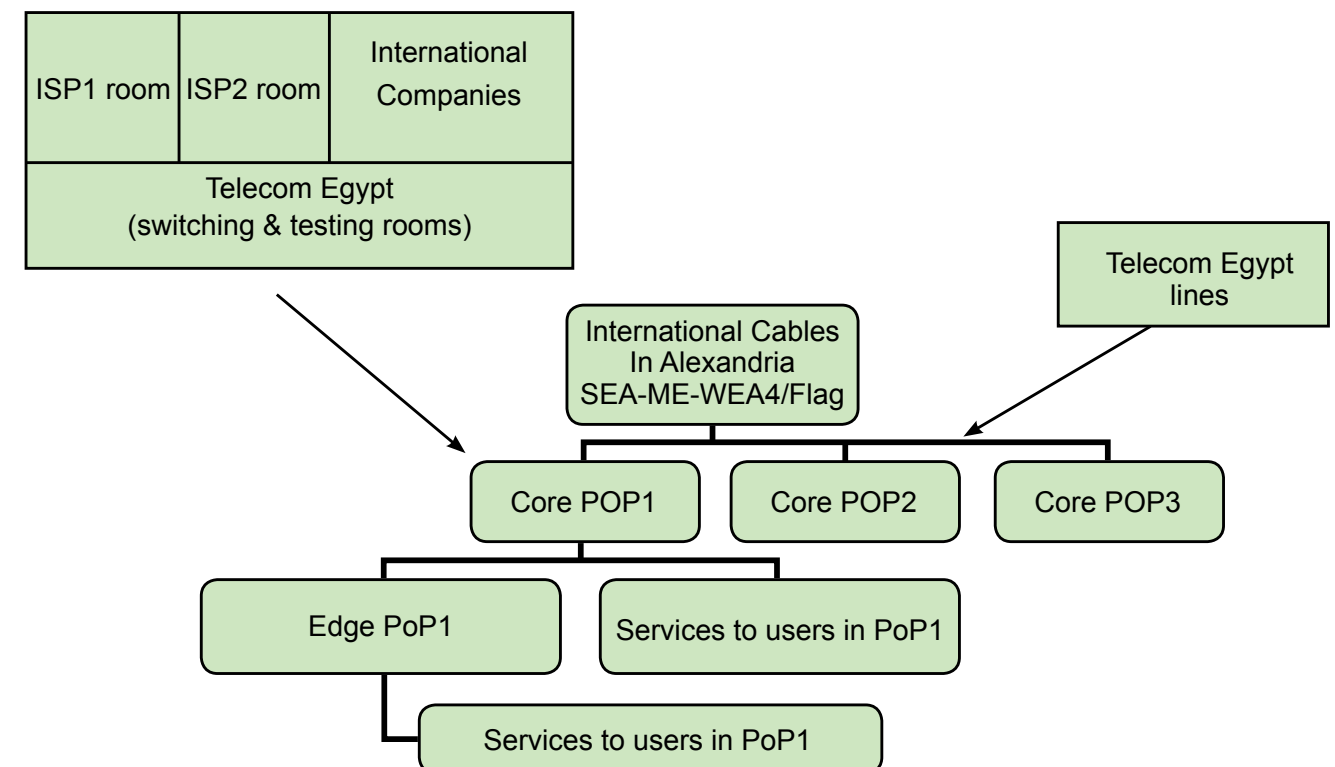 ISP1 room
ISP2 room
International
Companies
Telecom Egypt
(switching & testing rooms)
Telecom Egypt
lines
International Cables
In Alexandria
SEA-ME-WEA4/Flag
Core POP1
Core POP2
Core POP3
Edge PoP1
Services to users in PoP1
Services to users in PoP1